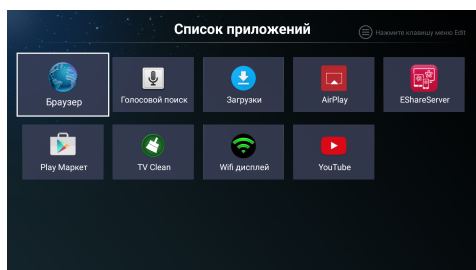 Список приложений
Нажмите клавишу меню Edit
Браузер
Голосовой поиск
Загрузки
AirPlay
EShareServer
Play Маркет
TV Clean
Wifi дисплей
YouTube